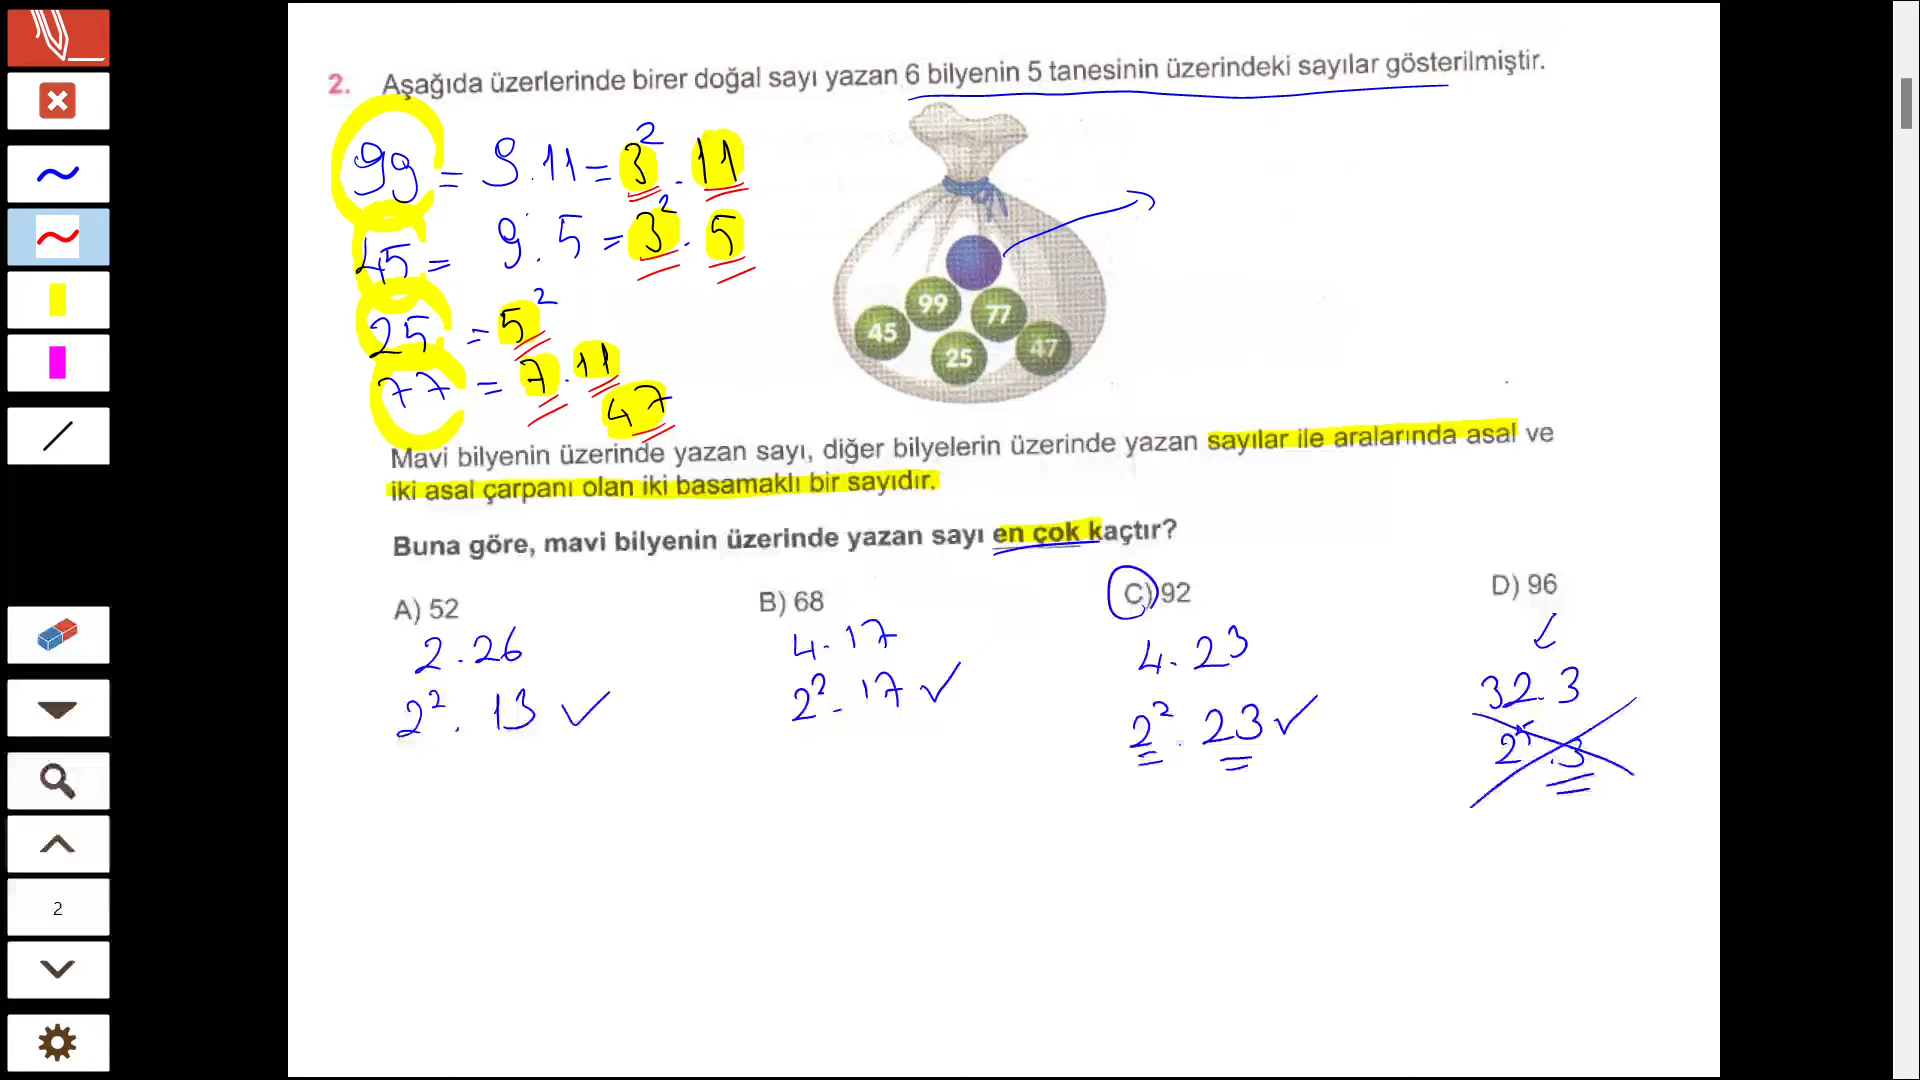 2. Aşağıda üzerlerinde birer doğal sayı yazan 6 bilyenin 5 tanesinin üzerindeki sayılar gösterilmiştir.
99 = 9.11 = 3² . 11
45 = 9.5 = 3² . 5
25 = 5²
77 = 7.11
47
99
77
45
25
47
Mavi bilyenin üzerinde yazan sayı, diğer bilyelerin üzerinde yazan sayılar ile aralarında asal ve
iki asal çarpanı olan iki basamaklı bir sayıdır.
Buna göre, mavi bilyenin üzerinde yazan sayı en çok kaçtır?
A) 52
B) 68
C) 92
D) 96
2.26
2² . 13 ✓
4.17
2² . 17 ✓
4.23
2² . 23 ✓
32.3
2⁵ . 3
2